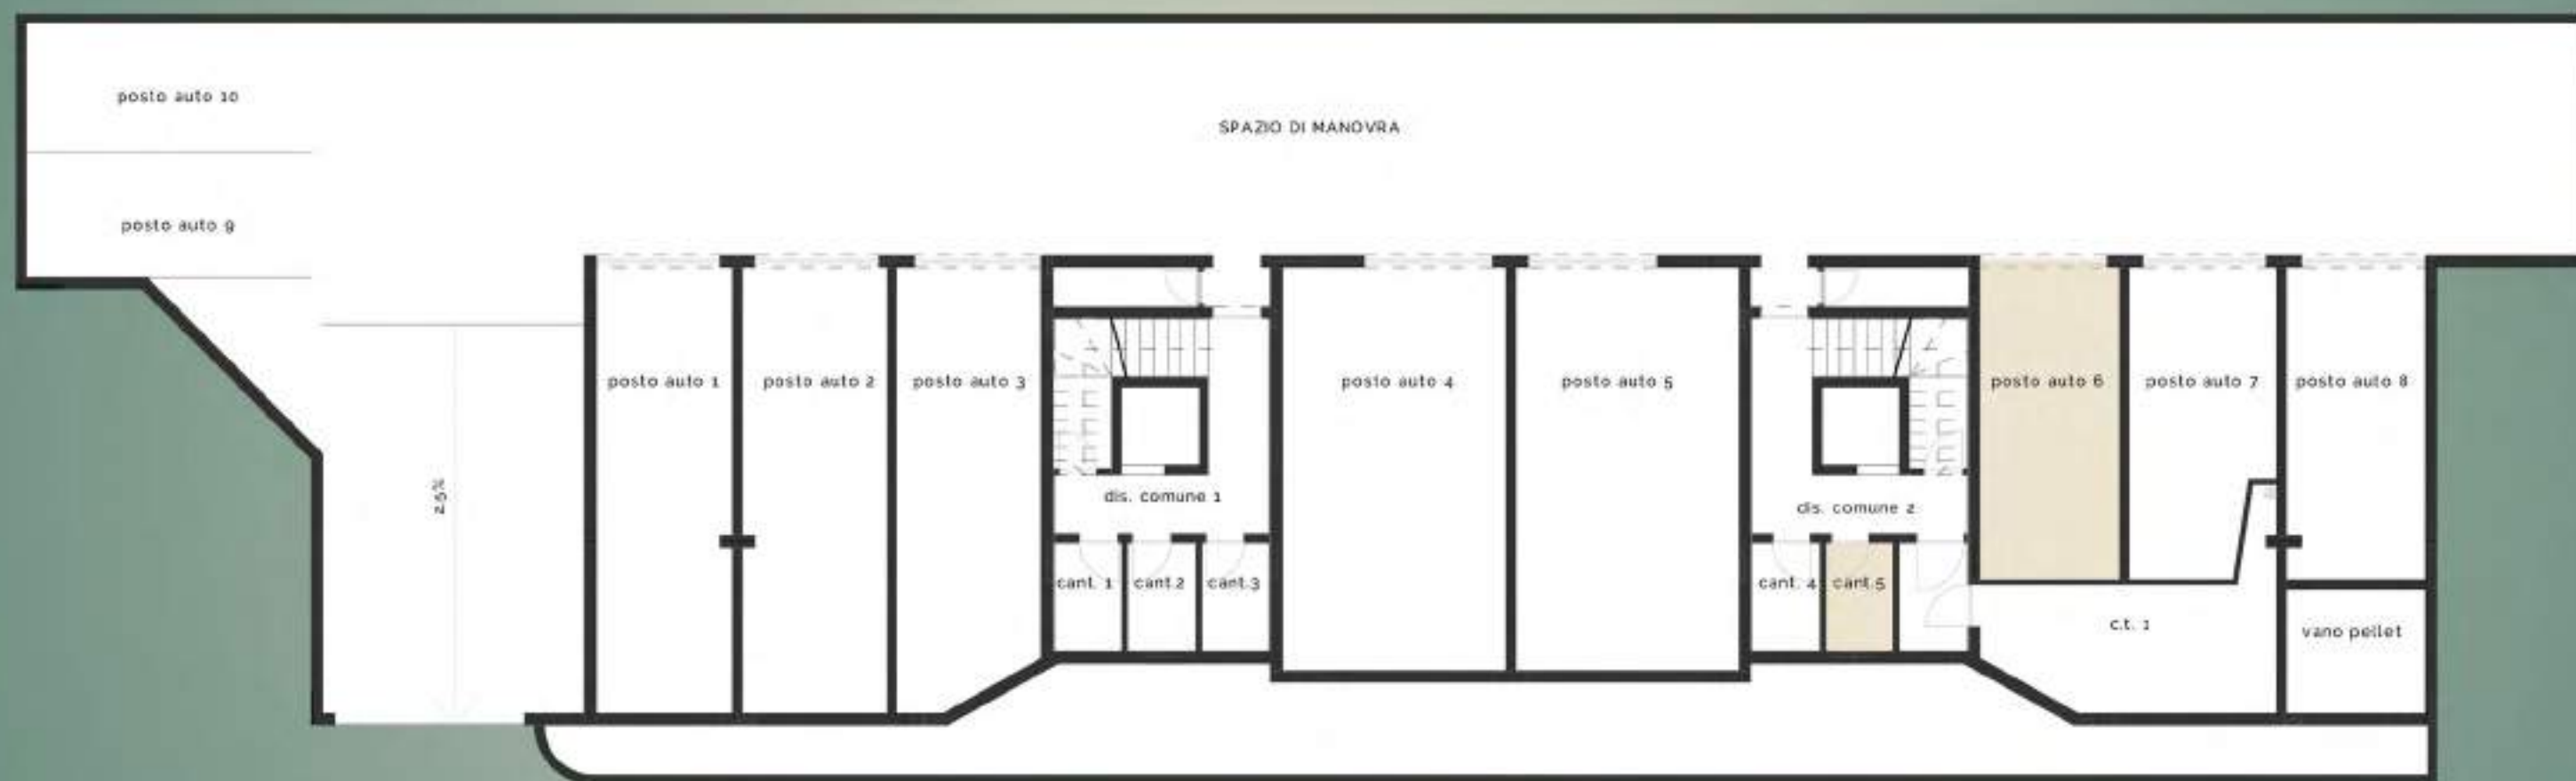 posto auto 10
SPAZIO DI MANOVRA
posto auto 9
posto auto 1
posto auto 2
posto auto 3
posto auto 4
posto auto 5
posto auto 6
posto auto 7
posto auto 8
2.5%
dis. comune 1
dis. comune 2
cant. 1
cant.2
cant.3
cant. 4
cant.5
c.t. 1
vano pellet